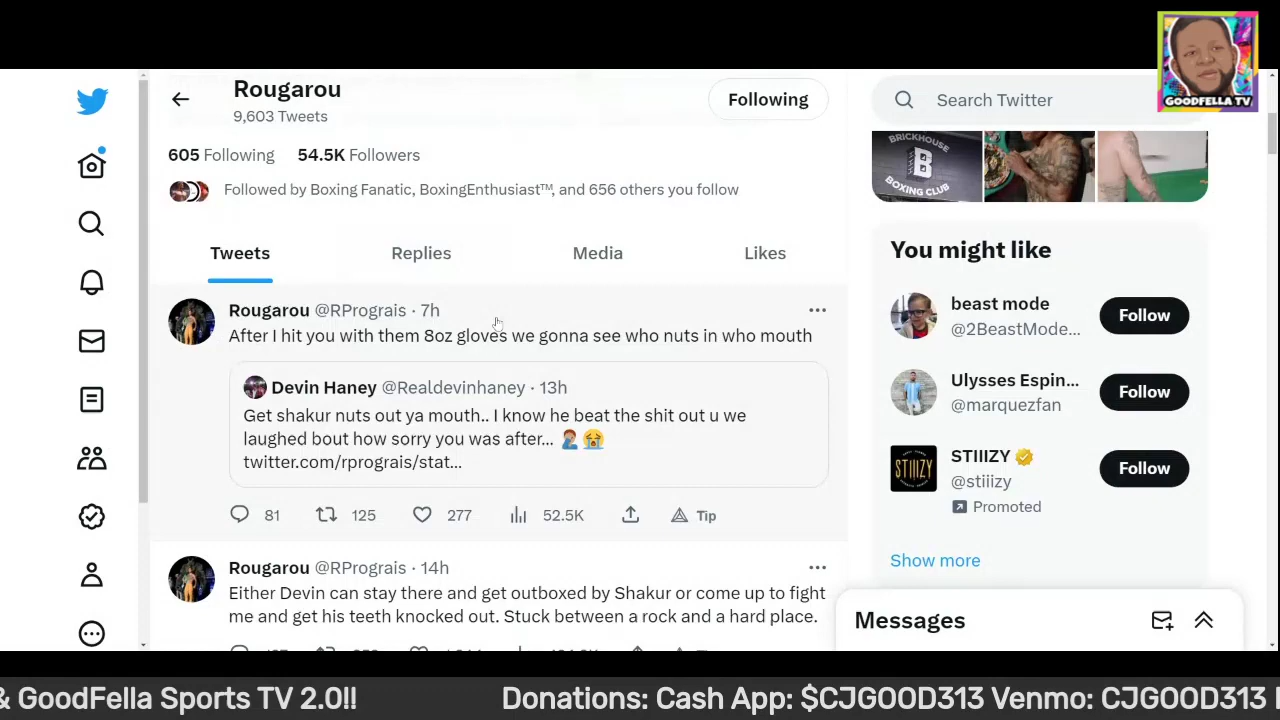 GOODFELLA TV
Rougarou
9,603 Tweets
Following
Search Twitter
605 Following 54.5K Followers
Followed by Boxing Fanatic, BoxingEnthusiast™, and 656 others you follow
BRICKHOUSE
B
BOXING CLUB
Tweets Replies Media Likes
Rougarou @RPrograis · 7h
After I hit you with them 8oz gloves we gonna see who nuts in who mouth
Devin Haney @Realdevinhaney · 13h
Get shakur nuts out ya mouth.. I know he beat the shit out u we
laughed bout how sorry you was after... 🤦🏽‍♂️😭
twitter.com/rprograis/stat...
81 125 277 52.5K Tip
Rougarou @RPrograis · 14h
Either Devin can stay there and get outboxed by Shakur or come up to fight
me and get his teeth knocked out. Stuck between a rock and a hard place.
You might like
beast mode
@2BeastMode...
Follow
Ulysses Espin...
@marquezfan
Follow
STIIIZY
STIIIZY
@stiiizy
Promoted
Follow
Show more
Messages
& GoodFella Sports TV 2.0!! Donations: Cash App: $CJGOOD313 Venmo: CJGOOD313